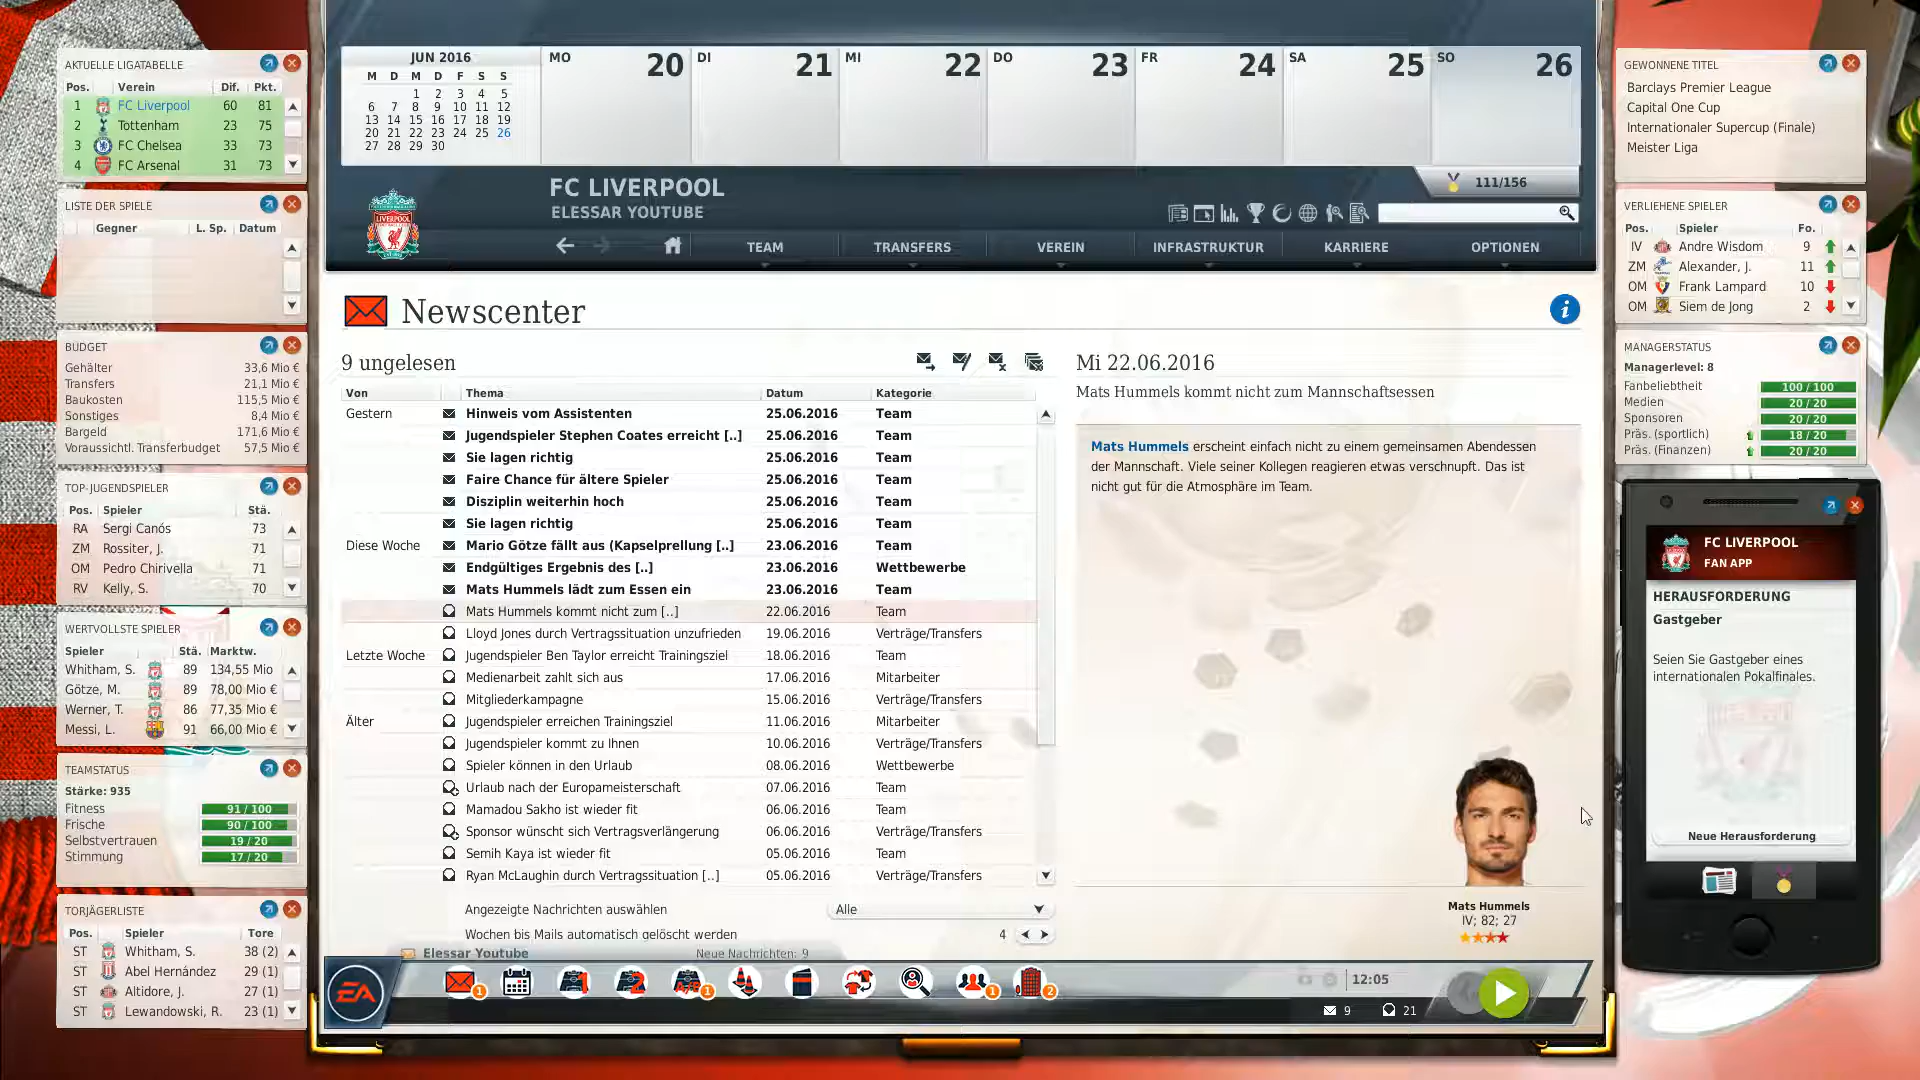 AKTUELLE LIGATABELLE
Pos. Verein Dif. Pkt.
1 FC Liverpool 60 81
2 Tottenham 23 75
3 FC Chelsea 33 73
4 FC Arsenal 31 73
LISTE DER SPIELE
Gegner L. Sp. Datum
BUDGET
Gehälter 33,6 Mio €
Transfers 21,1 Mio €
Baukosten 115,5 Mio €
Sonstiges 8,4 Mio €
Bargeld 171,6 Mio €
Voraussichtl. Transferbudget 57,5 Mio €
TOP-JUGENDSPIELER
Pos. Spieler Stä.
RA Sergi Canós 73
ZM Rossiter, J. 71
OM Pedro Chirivella 71
RV Kelly, S. 70
WERTVOLLSTE SPIELER
Spieler Stä. Marktw.
Whitham, S. 89 134,55 Mio
Götze, M. 89 78,00 Mio €
Werner, T. 86 77,35 Mio €
Messi, L. 91 66,00 Mio €
TEAMSTATUS
Stärke: 935
Fitness 91 / 100
Frische 90 / 100
Selbstvertrauen 19 / 20
Stimmung 17 / 20
TORJÄGERLISTE
Pos. Spieler Tore
ST Whitham, S. 38 (2)
ST Abel Hernández 29 (1)
ST Altidore, J. 27 (1)
ST Lewandowski, R. 23 (1)
JUN 2016
M D M D F S S
1 2 3 4 5
6 7 8 9 10 11 12
13 14 15 16 17 18 19
20 21 22 23 24 25 26
27 28 29 30
MO 20 DI 21 MI 22 DO 23 FR 24 SA 25 SO 26
LIVERPOOL
FC LIVERPOOL
ELESSAR YOUTUBE
111/156
TEAM TRANSFERS VEREIN INFRASTRUKTUR KARRIERE OPTIONEN
Newscenter
9 ungelesen
Von Thema Datum Kategorie
Gestern Hinweis vom Assistenten 25.06.2016 Team
Jugendspieler Stephen Coates erreicht [..] 25.06.2016 Team
Sie lagen richtig 25.06.2016 Team
Faire Chance für ältere Spieler 25.06.2016 Team
Disziplin weiterhin hoch 25.06.2016 Team
Sie lagen richtig 25.06.2016 Team
Diese Woche Mario Götze fällt aus (Kapselprellung [..] 23.06.2016 Team
Endgültiges Ergebnis des [..] 23.06.2016 Wettbewerbe
Mats Hummels lädt zum Essen ein 23.06.2016 Team
Mats Hummels kommt nicht zum [..] 22.06.2016 Team
Lloyd Jones durch Vertragssituation unzufrieden 19.06.2016 Verträge/Transfers
Letzte Woche Jugendspieler Ben Taylor erreicht Trainingsziel 18.06.2016 Team
Medienarbeit zahlt sich aus 17.06.2016 Mitarbeiter
Mitgliederkampagne 15.06.2016 Verträge/Transfers
Älter Jugendspieler erreichen Trainingsziel 11.06.2016 Mitarbeiter
Jugendspieler kommt zu Ihnen 10.06.2016 Verträge/Transfers
Spieler können in den Urlaub 08.06.2016 Wettbewerbe
Urlaub nach der Europameisterschaft 07.06.2016 Team
Mamadou Sakho ist wieder fit 06.06.2016 Team
Sponsor wünscht sich Vertragsverlängerung 06.06.2016 Verträge/Transfers
Semih Kaya ist wieder fit 05.06.2016 Team
Ryan McLaughin durch Vertragssituation [..] 05.06.2016 Verträge/Transfers
Angezeigte Nachrichten auswählen Alle
Wochen bis Mails automatisch gelöscht werden 4
Elessar Youtube Neue Nachrichten: 9
Mi 22.06.2016
Mats Hummels kommt nicht zum Mannschaftsessen
Mats Hummels erscheint einfach nicht zu einem gemeinsamen Abendessen
der Mannschaft. Viele seiner Kollegen reagieren etwas verschnupft. Das ist
nicht gut für die Atmosphäre im Team.
Mats Hummels
IV; 82; 27
EA
1
1
2
A/B
1
1
2
12:05
9 21
GEWONNENE TITEL
Barclays Premier League
Capital One Cup
Internationaler Supercup (Finale)
Meister Liga
VERLIEHENE SPIELER
Pos. Spieler Fo.
IV Andre Wisdom 9
ZM Alexander, J. 11
OM Frank Lampard 10
OM Siem de Jong 2
MANAGERSTATUS
Managerlevel: 8
Fanbeliebtheit 100 / 100
Medien 20 / 20
Sponsoren 20 / 20
Präs. (sportlich) 18 / 20
Präs. (Finanzen) 20 / 20
FC LIVERPOOL
FAN APP
HERAUSFORDERUNG
Gastgeber
Seien Sie Gastgeber eines
internationalen Pokalfinales.
Neue Herausforderung